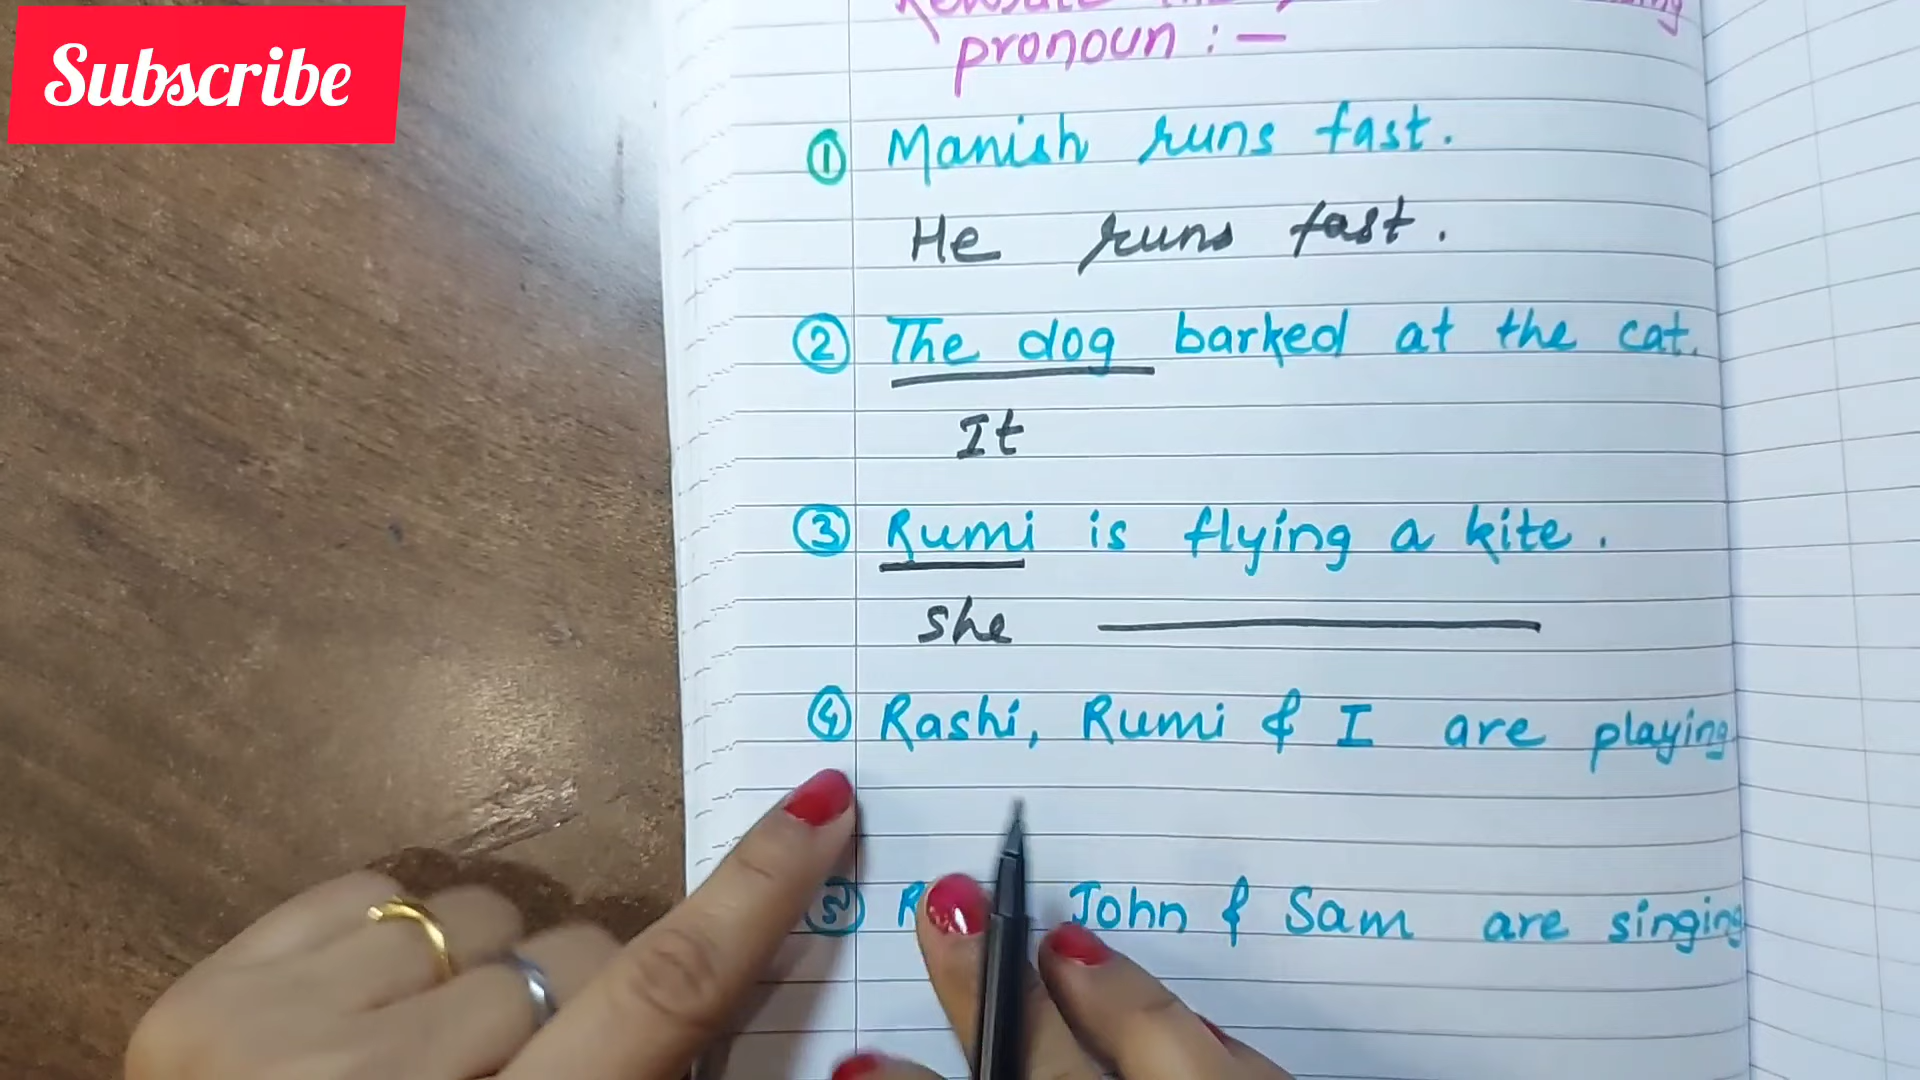 Subscribe
pronoun : —
① Manish runs fast.
He runs fast.
② The dog barked at the cat.
It
③ Rumi is flying a kite.
She
④ Rashi, Rumi & I are playing
⑤ John & Sam are singing